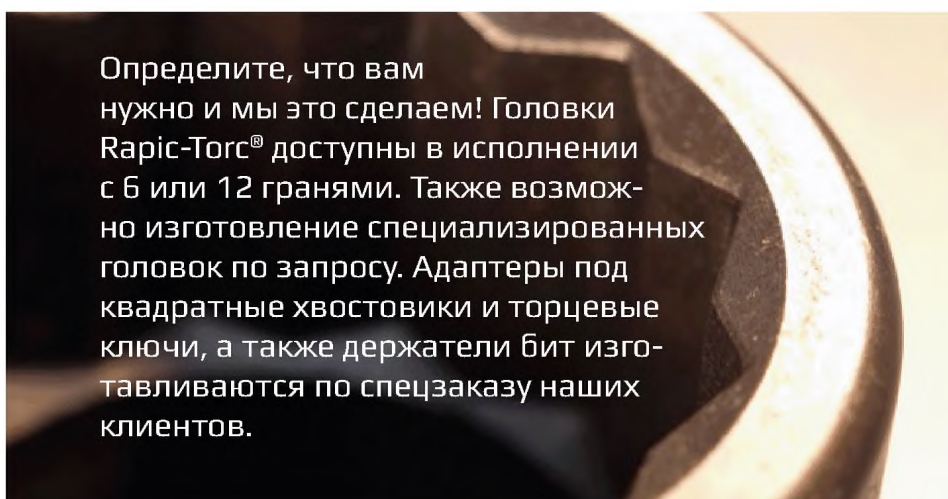 Определите, что вам
нужно и мы это сделаем! Головки
Rapic-Torc® доступны в исполнении
с 6 или 12 гранями. Также возмож-
но изготовление специализированных
головок по запросу. Адаптеры под
квадратные хвостовики и торцевые
ключи, а также держатели бит изго-
тавливаются по спецзаказу наших
клиентов.